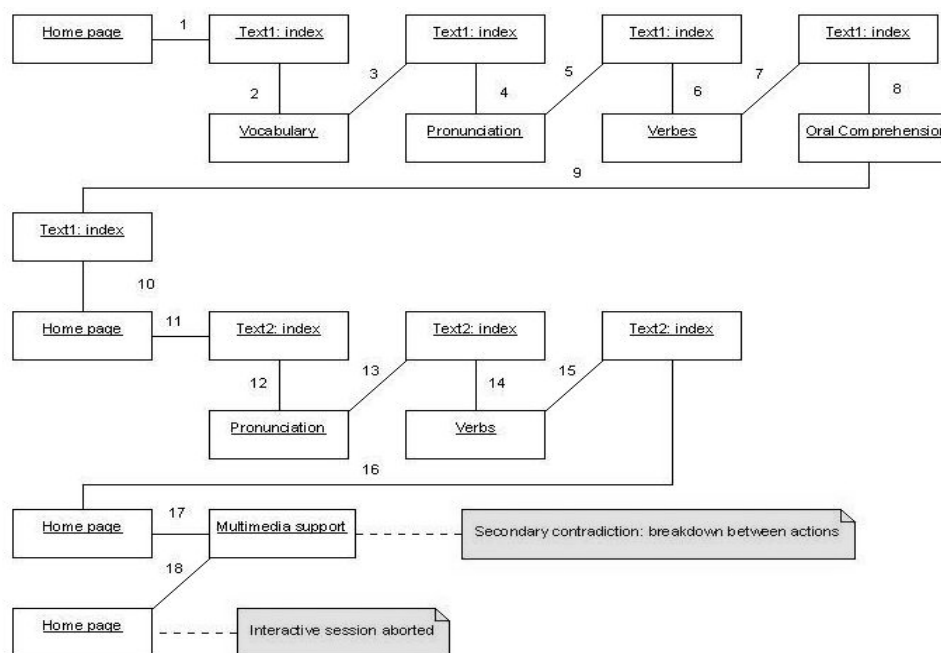 Home page
1
Text1: index
Text1: index
Text1: index
Text1: index
2
3
4
5
6
7
8
Vocabulary
Pronunciation
Verbes
Oral Comprehension
9
Text1: index
10
Home page
11
Text2: index
Text2: index
Text2: index
12
13
14
15
Pronunciation
Verbs
16
Home page
17
Multimedia support
Secondary contradiction: breakdown between actions
18
Home page
Interactive session aborted